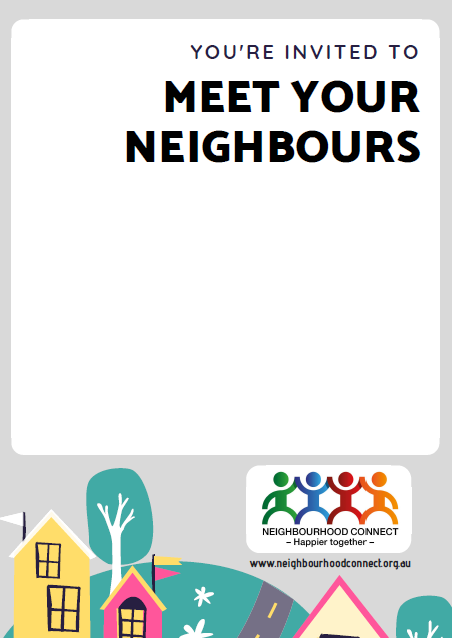 YOU'RE INVITED TO
MEET YOUR
NEIGHBOURS
NEIGHBOURHOOD CONNECT
– Happier together –
www.neighbourhoodconnect.org.au